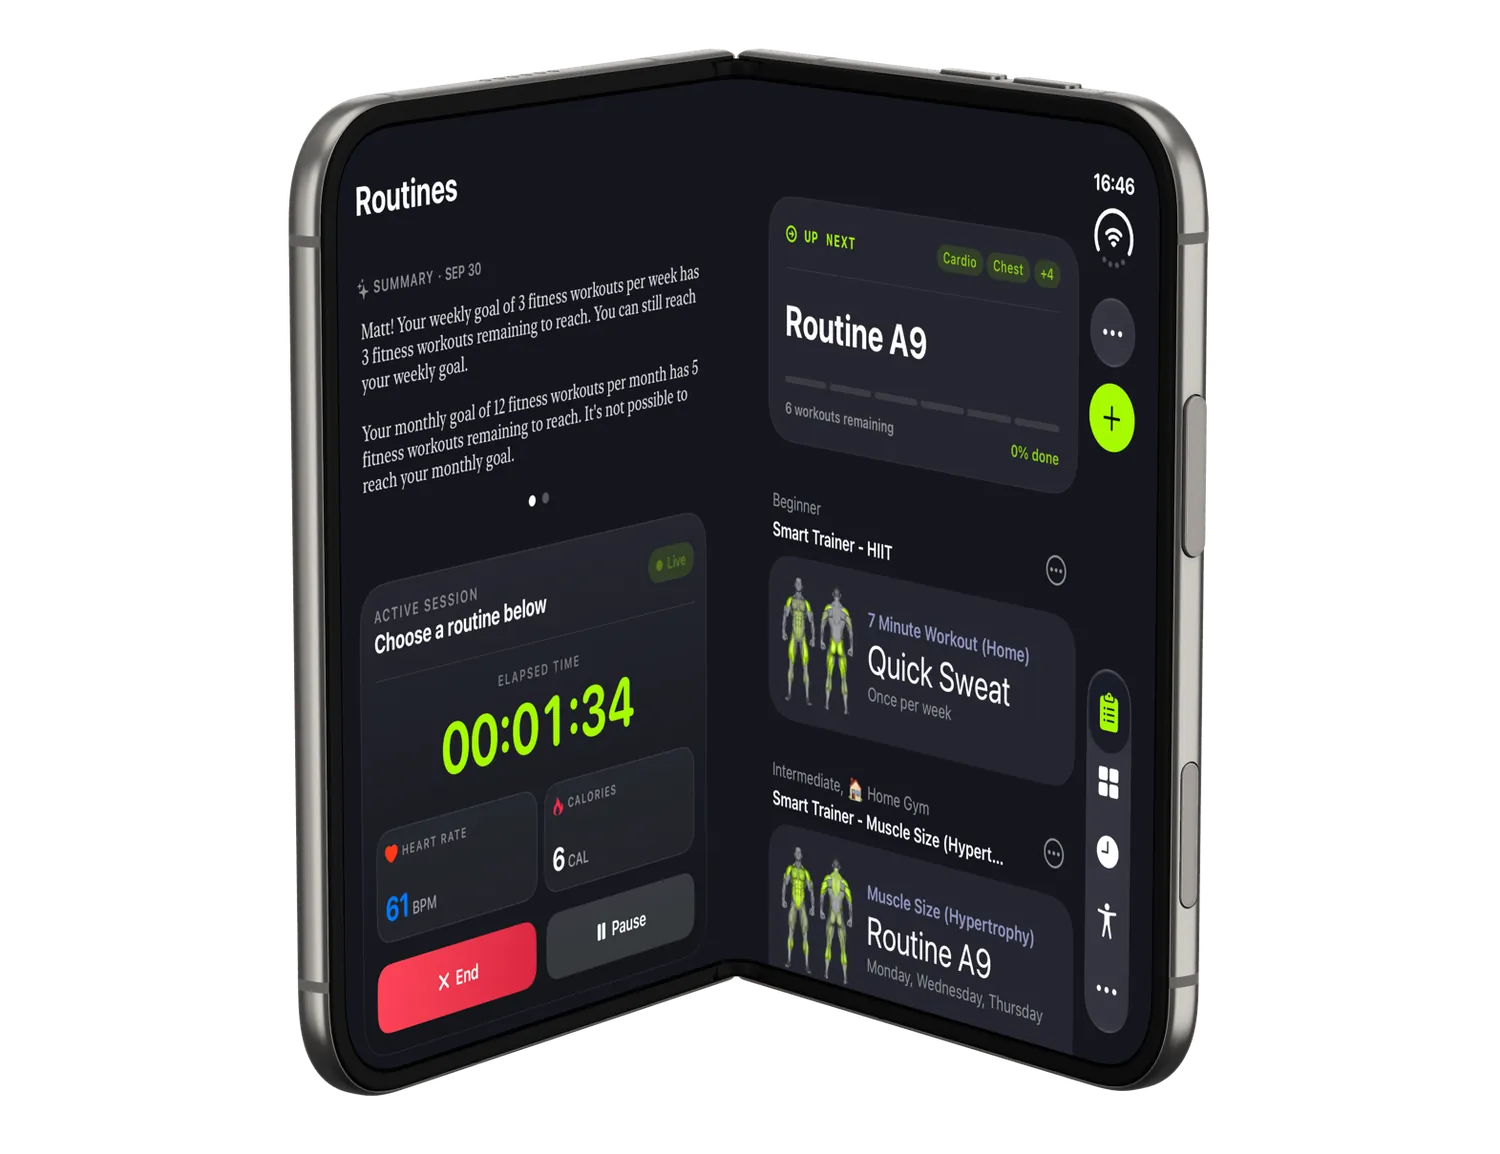 Routines
SUMMARY · SEP 30
Matt! Your weekly goal of 3 fitness workouts per week has
3 fitness workouts remaining to reach. You can still reach
your weekly goal.
Your monthly goal of 12 fitness workouts per month has 5
fitness workouts remaining to reach. It's not possible to
reach your monthly goal.
ACTIVE SESSION
Choose a routine below
Live
ELAPSED TIME
00:01:34
HEART RATE
61 BPM
CALORIES
6 CAL
End
Pause
16:46
UP NEXT
Cardio
Chest
+4
Routine A9
6 workouts remaining
0% done
Beginner
Smart Trainer - HIIT
7 Minute Workout (Home)
Quick Sweat
Once per week
Intermediate, 🏠 Home Gym
Smart Trainer - Muscle Size (Hypert...
Muscle Size (Hypertrophy)
Routine A9
Monday, Wednesday, Thursday